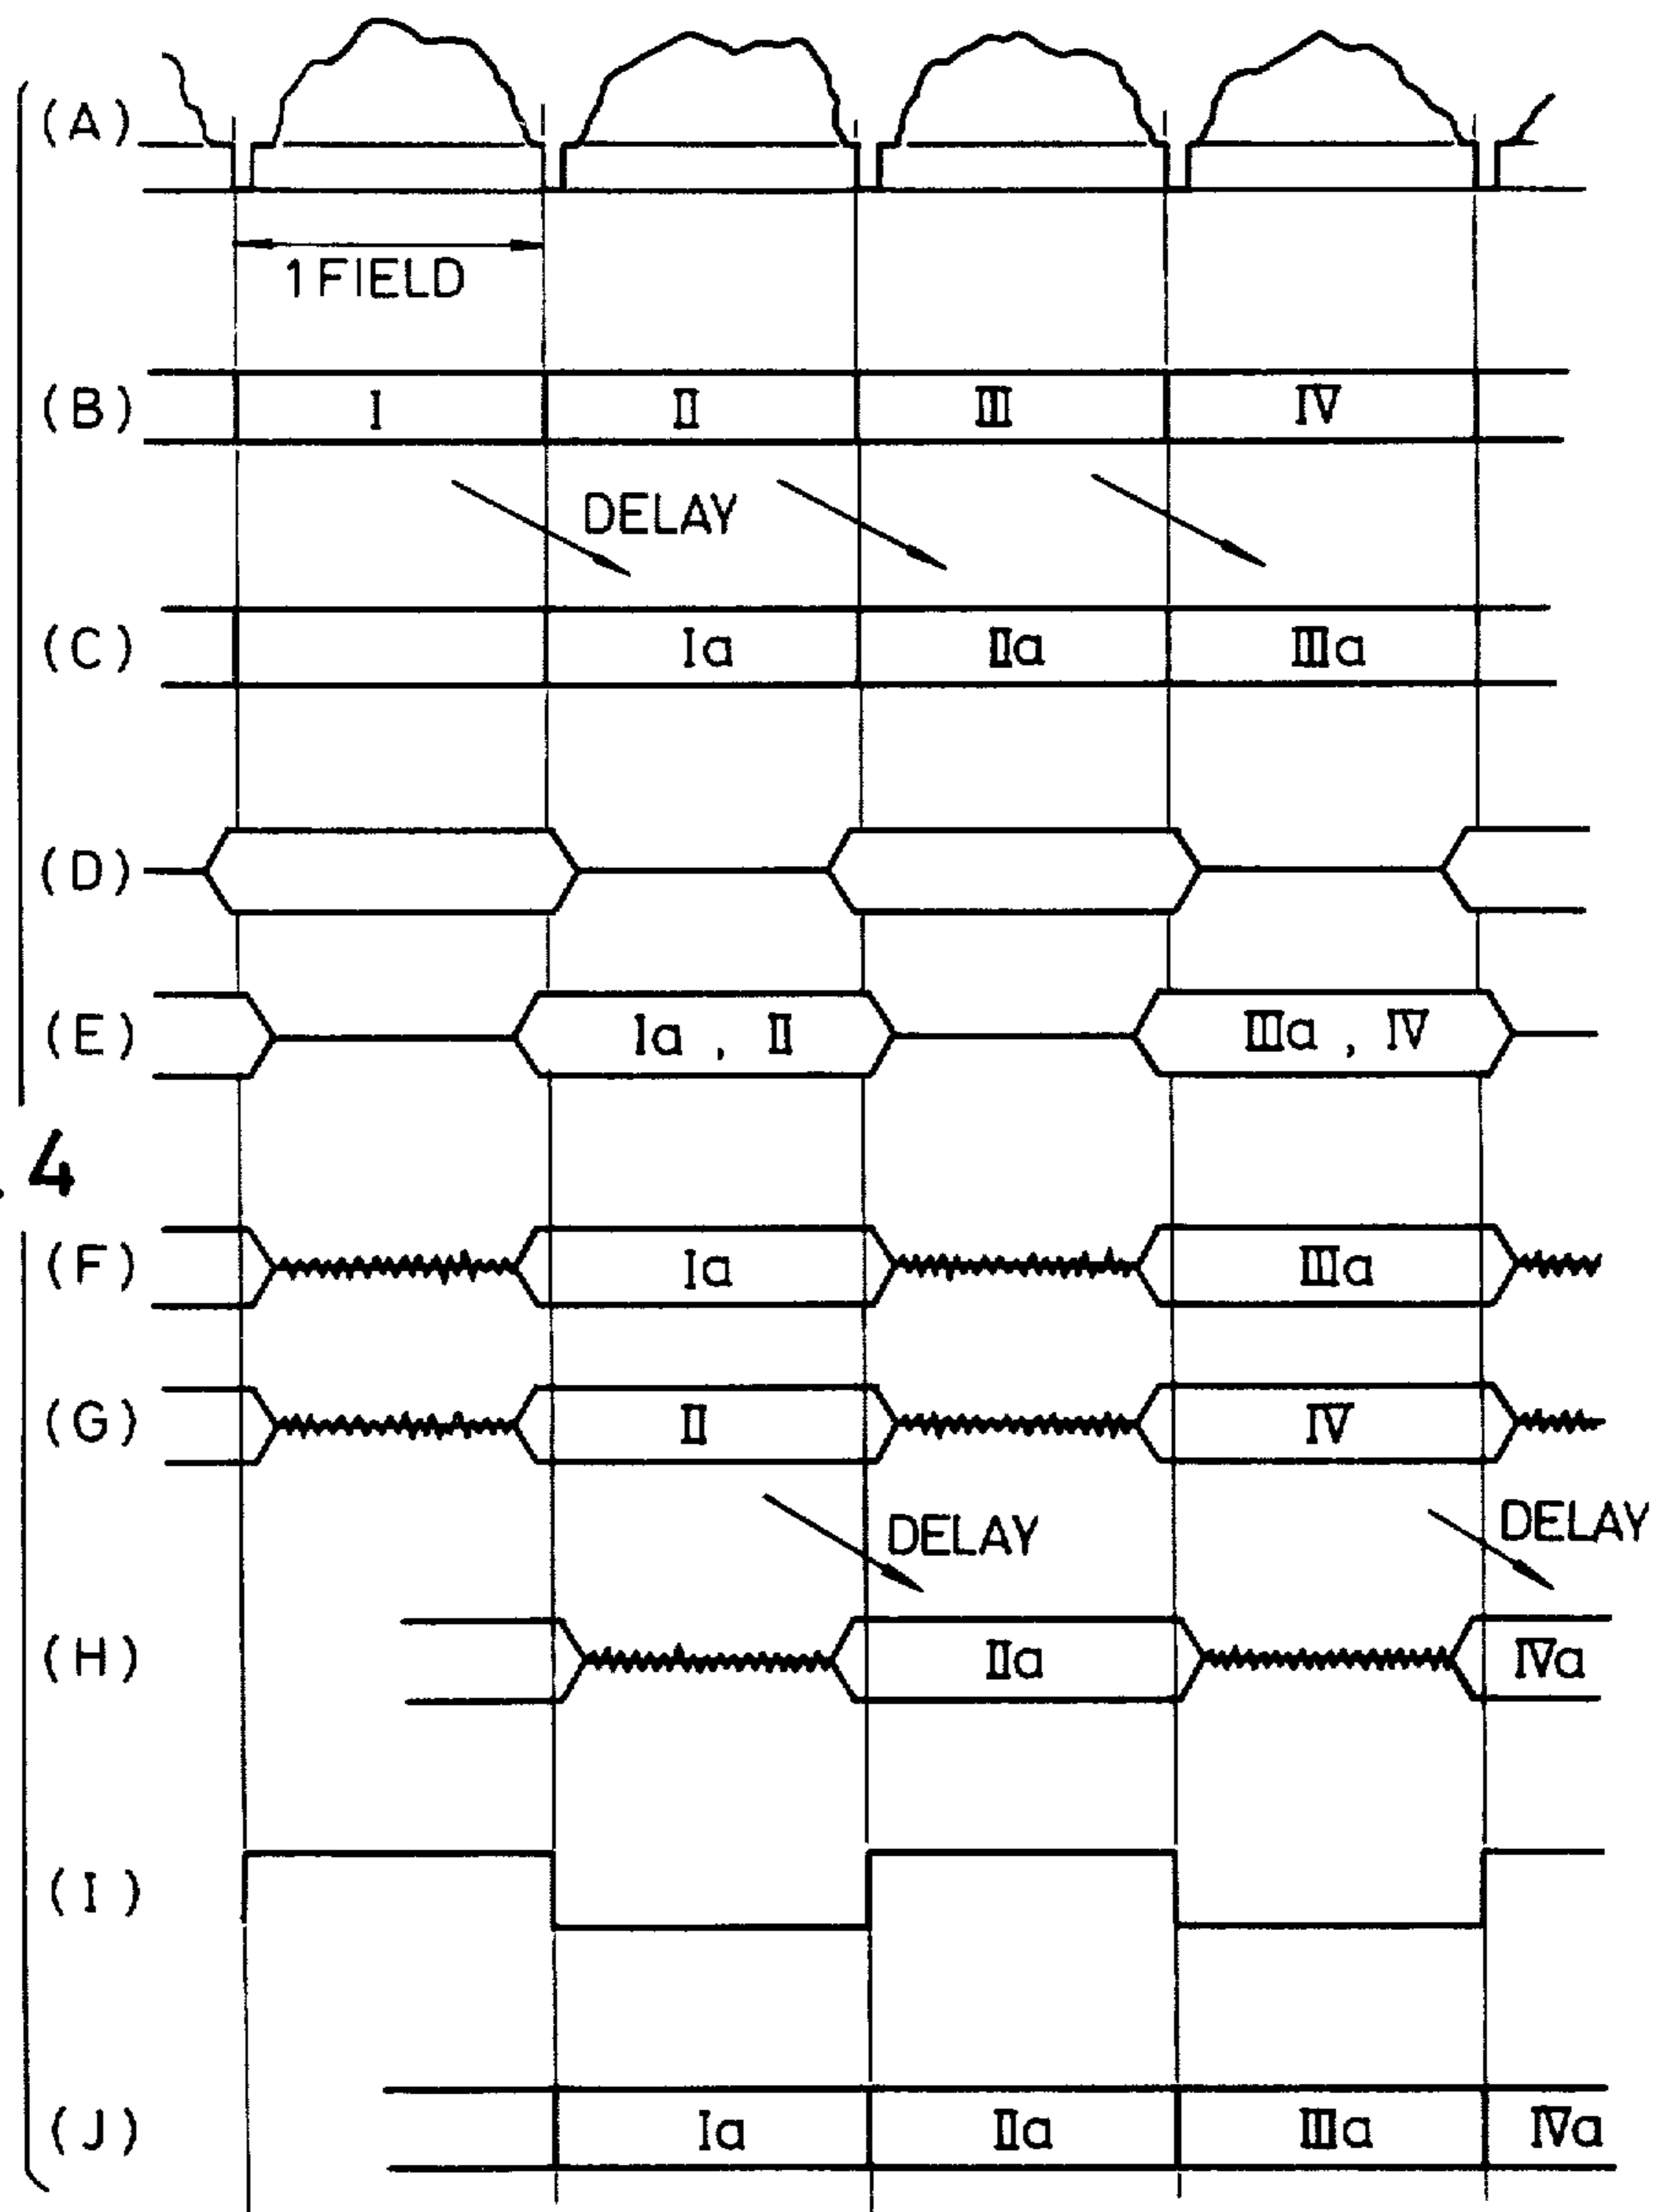 (A)
1 FIELD
(B) I II III IV
DELAY
(C) Ia IIa IIIa
(D)
(E) Ia , II IIIa , IV
. 4
(F) Ia IIIa
(G) II IV
DELAY DELAY
(H) IIa IVa
(I)
(J) Ia IIa IIIa IVa